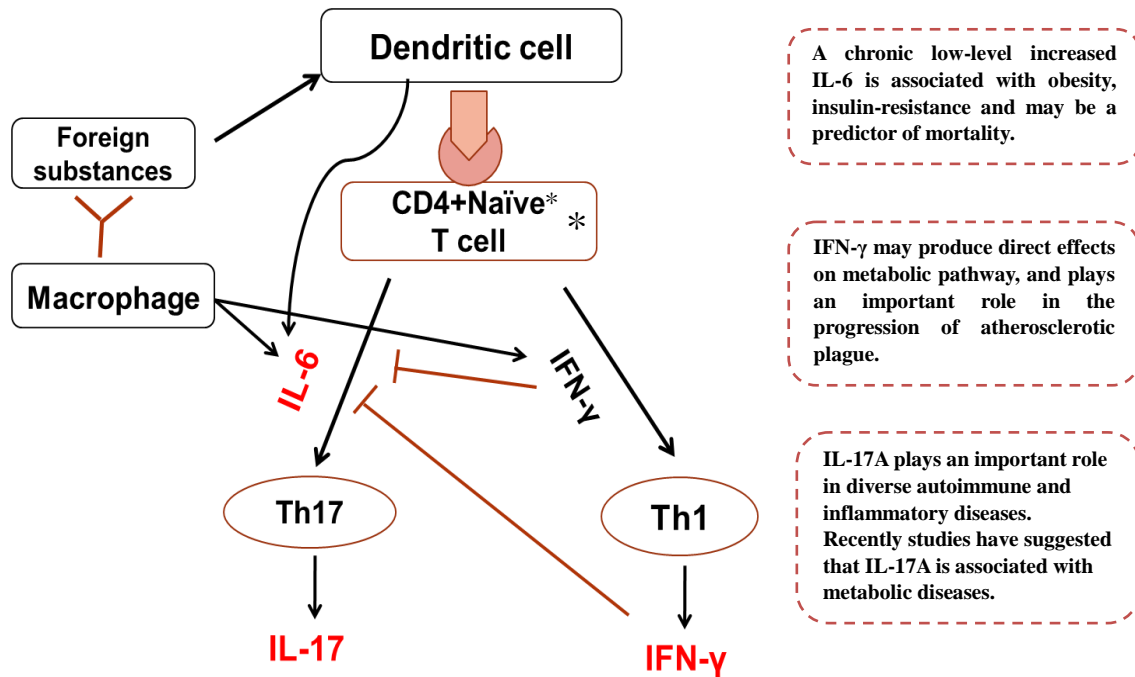 Dendritic cell
Foreign
substances
CD4+Naïve*
T cell
*
Macrophage
IL-6
IFN-γ
Th17
Th1
IL-17
IFN-γ
A chronic low-level increased
IL-6 is associated with obesity,
insulin-resistance and may be a
predictor of mortality.
IFN-γ may produce direct effects
on metabolic pathway, and plays
an important role in the
progression of atherosclerotic
plague.
IL-17A plays an important role
in diverse autoimmune and
inflammatory diseases.
Recently studies have suggested
that IL-17A is associated with
metabolic diseases.